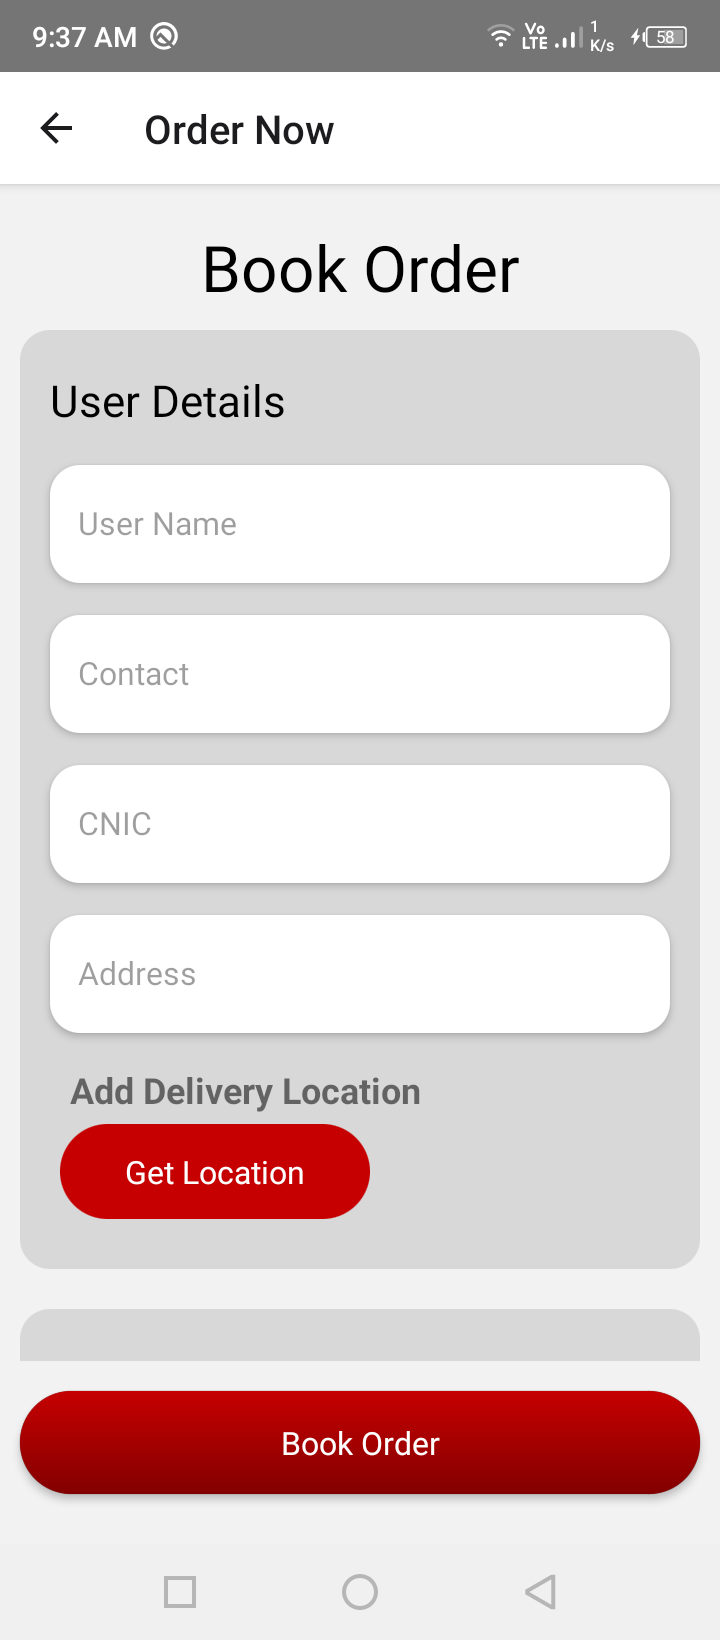 9:37 AM Vo LTE 1 K/s 58
Order Now
Book Order
User Details
User Name
Contact
CNIC
Address
Add Delivery Location
Get Location
Book Order